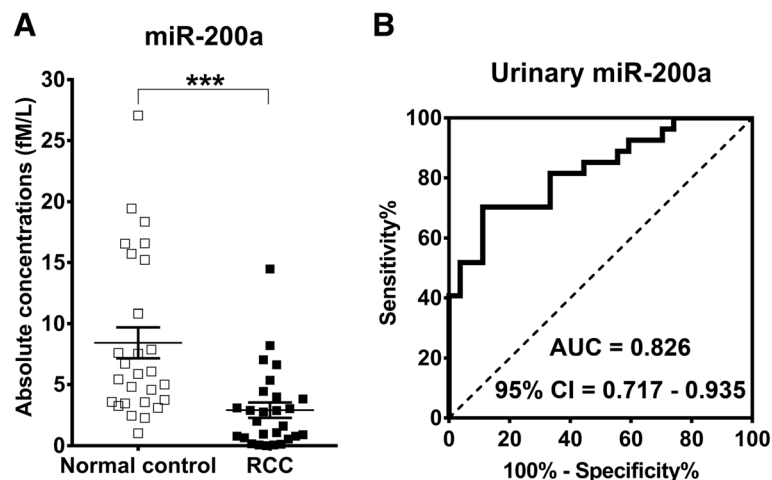 A
miR-200a
***
Absolute concentrations (fM/L)
30
25
20
15
10
5
0
Normal control
RCC
B
Urinary miR-200a
Sensitivity%
100
80
60
40
20
0
AUC = 0.826
95% CI = 0.717 - 0.935
0 20 40 60 80 100
100% - Specificity%